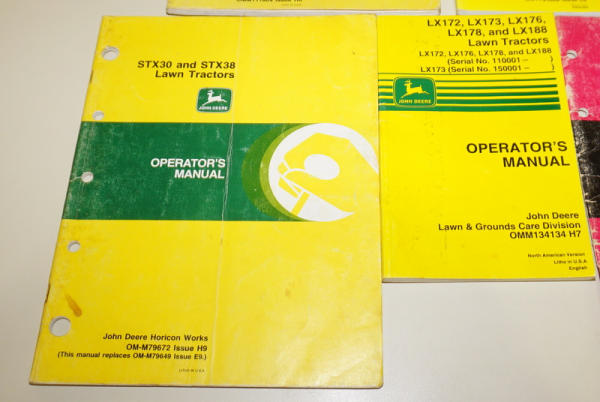 STX30 and STX38
Lawn Tractors
JOHN DEERE
OPERATOR'S
MANUAL
John Deere Horicon Works
OM-M79672 Issue H9
(This manual replaces OM-M79649 Issue E9.)
LX172, LX173, LX176,
LX178, and LX188
Lawn Tractors
LX172, LX176, LX178, and LX188
(Serial No. 110001 – )
LX173 (Serial No. 150001 – )
JOHN DEERE
OPERATOR'S
MANUAL
John Deere
Lawn & Grounds Care Division
OMM134134 H7
North American Version
Litho in U.S.A
English